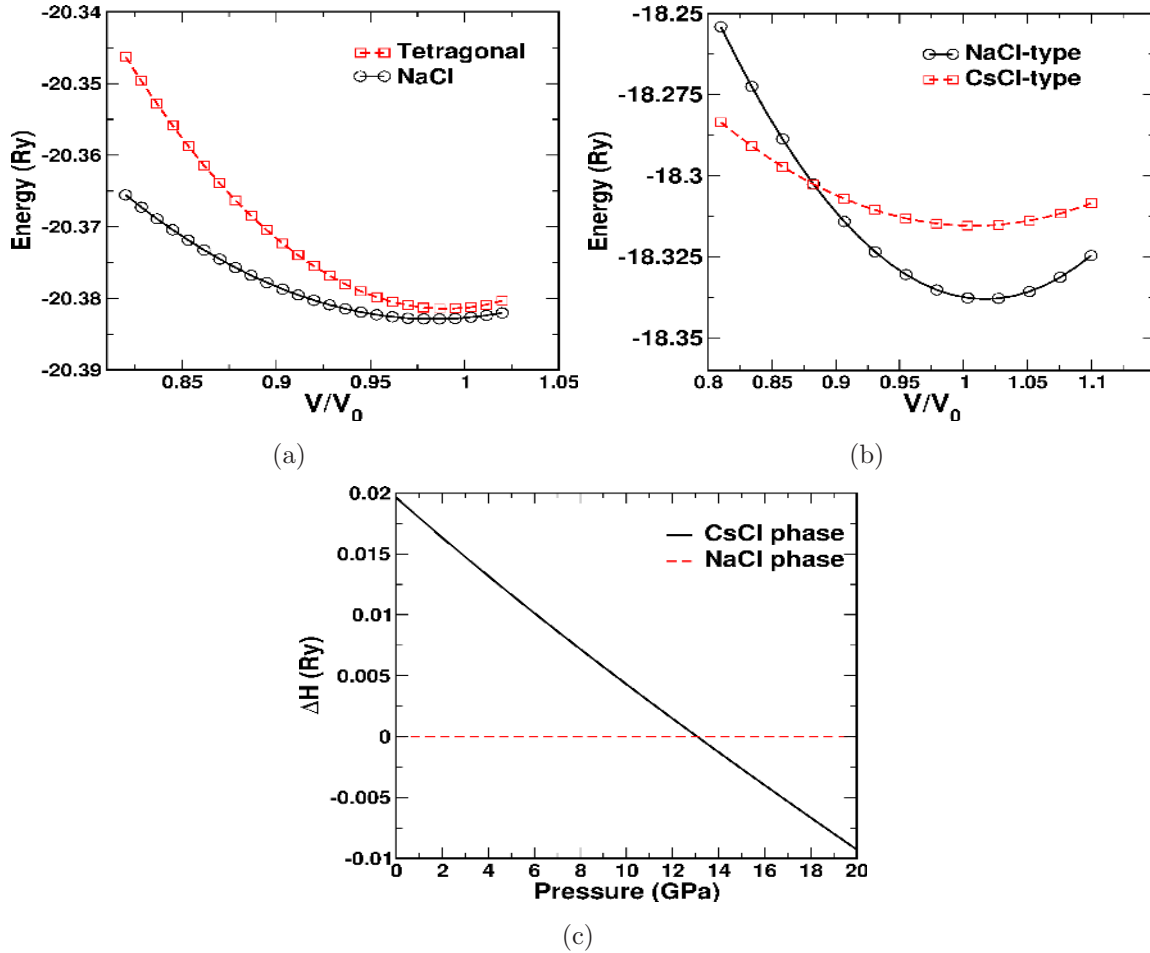 -20.34
-20.35
-20.36
-20.37
-20.38
-20.39
Energy (Ry)
Tetragonal
NaCl
0.85
0.9
0.95
1
1.05
V/V0
(a)
-18.25
-18.275
-18.3
-18.325
-18.35
Energy (Ry)
NaCl-type
CsCl-type
0.8
0.85
0.9
0.95
1
1.05
1.1
V/V0
(b)
0.02
0.015
0.01
0.005
0
-0.005
-0.01
ΔH (Ry)
CsCl phase
NaCl phase
0
2
4
6
8
10
12
14
16
18
20
Pressure (GPa)
(c)